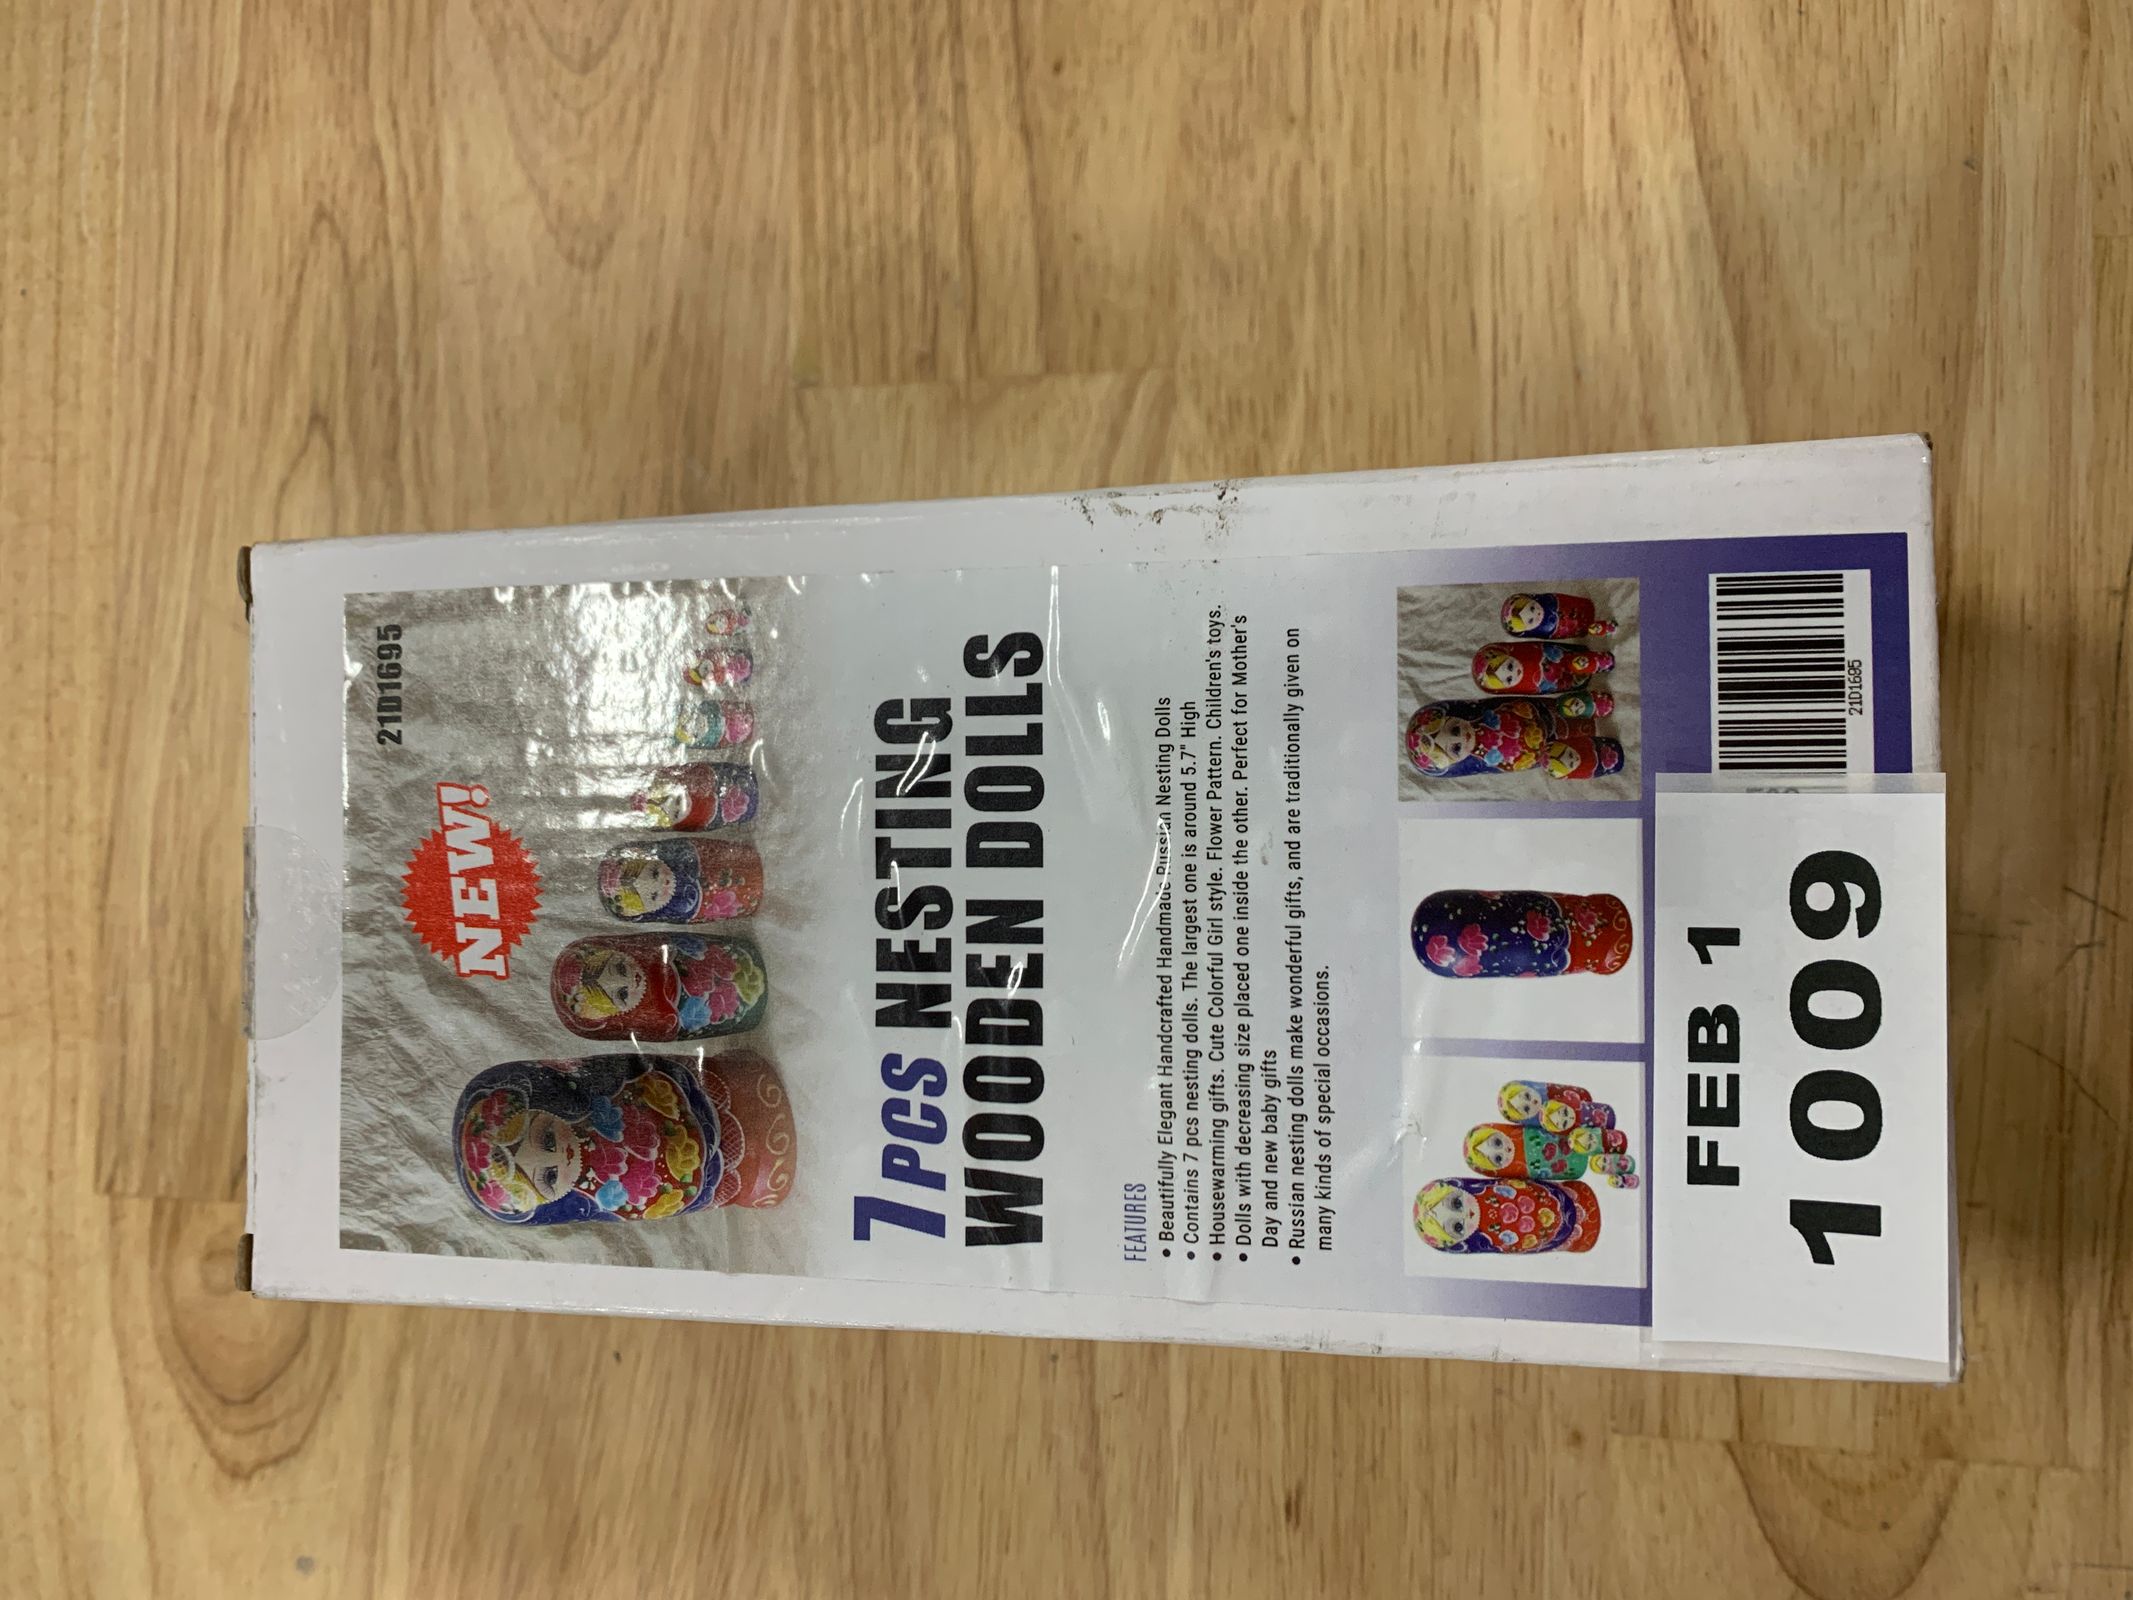 21D1695
NEW!
7PCS NESTING
WOODEN DOLLS
FEATURES
• Beautifully Elegant Handcrafted Handmade Russian Nesting Dolls
• Contains 7 pcs nesting dolls. The largest one is around 5.7" High
• Housewarming gifts. Cute Colorful Girl style. Flower Pattern. Children's toys.
• Dolls with decreasing size placed one inside the other. Perfect for Mother's
Day and new baby gifts
• Russian nesting dolls make wonderful gifts, and are traditionally given on
many kinds of special occasions.
21D1695
FEB 1
1009